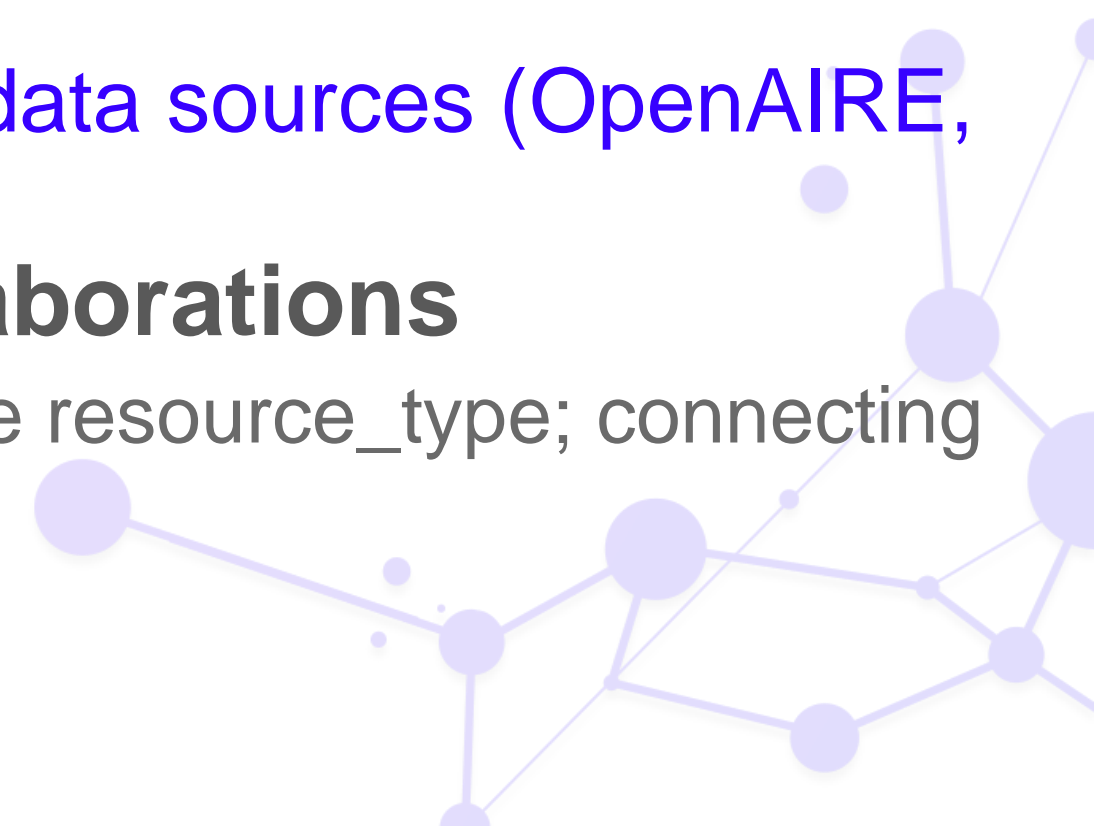 data sources (OpenAIRE,
aborations
e resource_type; connecting